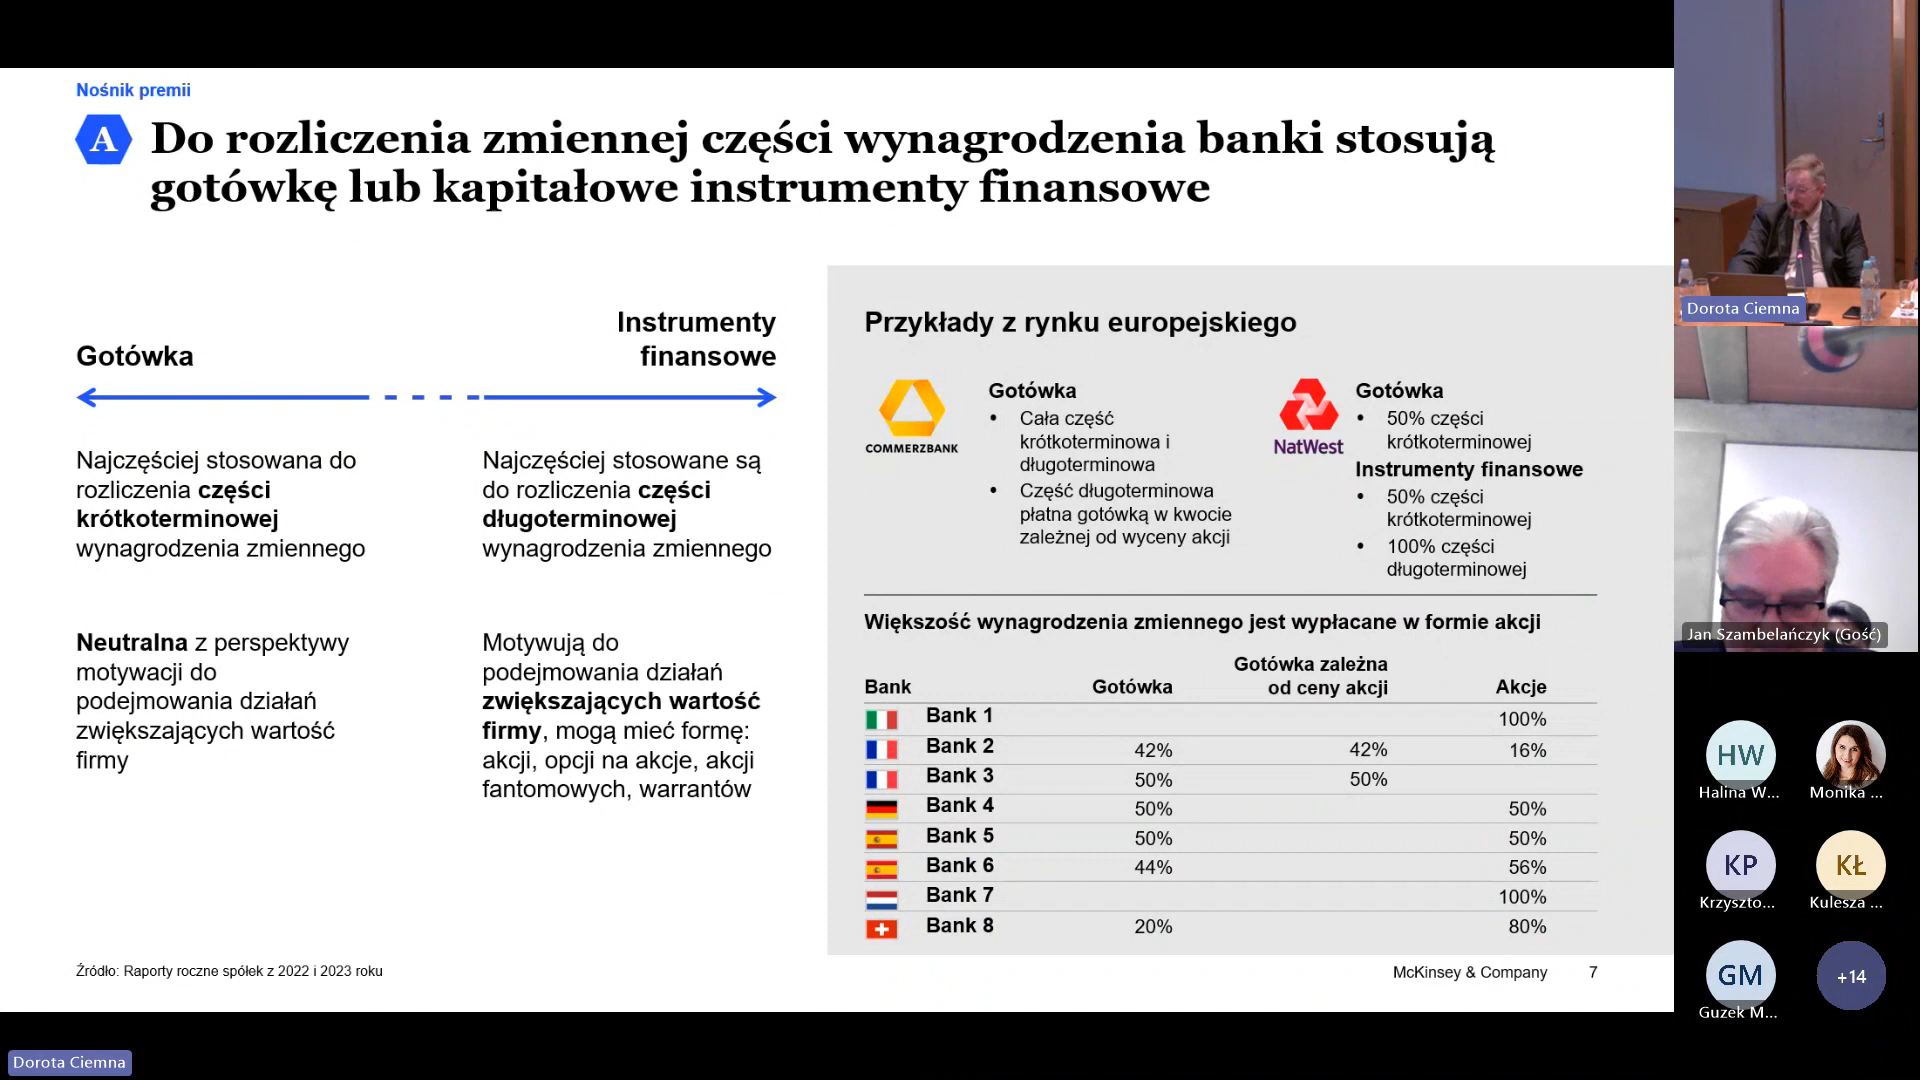 Nośnik premii
A
Do rozliczenia zmiennej części wynagrodzenia banki stosują
gotówkę lub kapitałowe instrumenty finansowe
Gotówka
Instrumenty
finansowe
Najczęściej stosowana do
rozliczenia części
krótkoterminowej
wynagrodzenia zmiennego
Najczęściej stosowane są
do rozliczenia części
długoterminowej
wynagrodzenia zmiennego
Neutralna z perspektywy
motywacji do
podejmowania działań
zwiększających wartość
firmy
Motywują do
podejmowania działań
zwiększających wartość
firmy, mogą mieć formę:
akcji, opcji na akcje, akcji
fantomowych, warrantów
Przykłady z rynku europejskiego
COMMERZBANK
Gotówka
• Cała część
krótkoterminowa i
długoterminowa
• Część długoterminowa
płatna gotówką w kwocie
zależnej od wyceny akcji
NatWest
Gotówka
• 50% części
krótkoterminowej
Instrumenty finansowe
• 50% części
krótkoterminowej
• 100% części
długoterminowej
Większość wynagrodzenia zmiennego jest wypłacane w formie akcji
Bank Gotówka Gotówka zależna od ceny akcji Akcje
Bank 1 100%
Bank 2 42% 42% 16%
Bank 3 50% 50%
Bank 4 50% 50%
Bank 5 50% 50%
Bank 6 44% 56%
Bank 7 100%
Bank 8 20% 80%
Źródło: Raporty roczne spółek z 2022 i 2023 roku
McKinsey & Company 7
Dorota Ciemna
Jan Szambelańczyk (Gość)
HW
Halina W...
Monika ...
KP
Krzyszto...
KŁ
Kulesza ...
GM
Guzek M...
+14
Dorota Ciemna